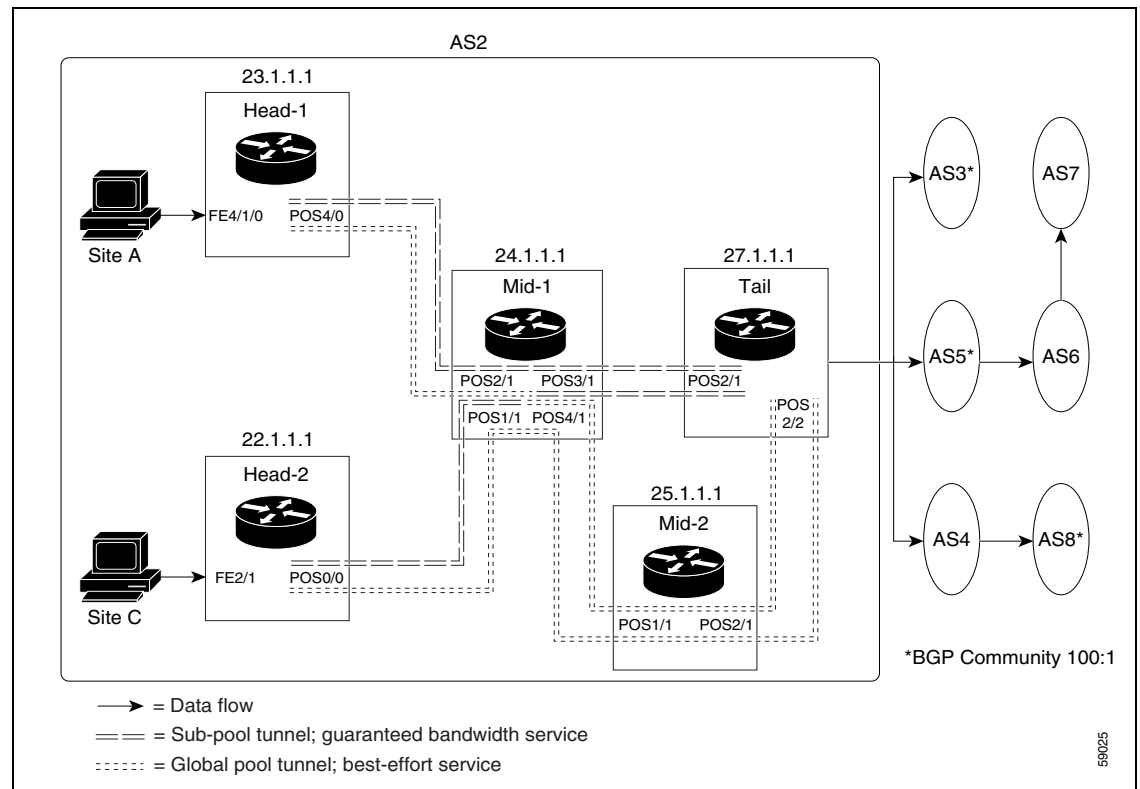 AS2
23.1.1.1
Head-1
FE4/1/0 POS4/0
Site A
24.1.1.1
Mid-1
POS2/1 POS3/1
POS1/1 POS4/1
27.1.1.1
Tail
POS2/1
POS
2/2
22.1.1.1
Head-2
FE2/1 POS0/0
Site C
25.1.1.1
Mid-2
POS1/1 POS2/1
AS3* AS7
AS5* AS6
AS4 AS8*
*BGP Community 100:1
= Data flow
= Sub-pool tunnel; guaranteed bandwidth service
= Global pool tunnel; best-effort service
59025